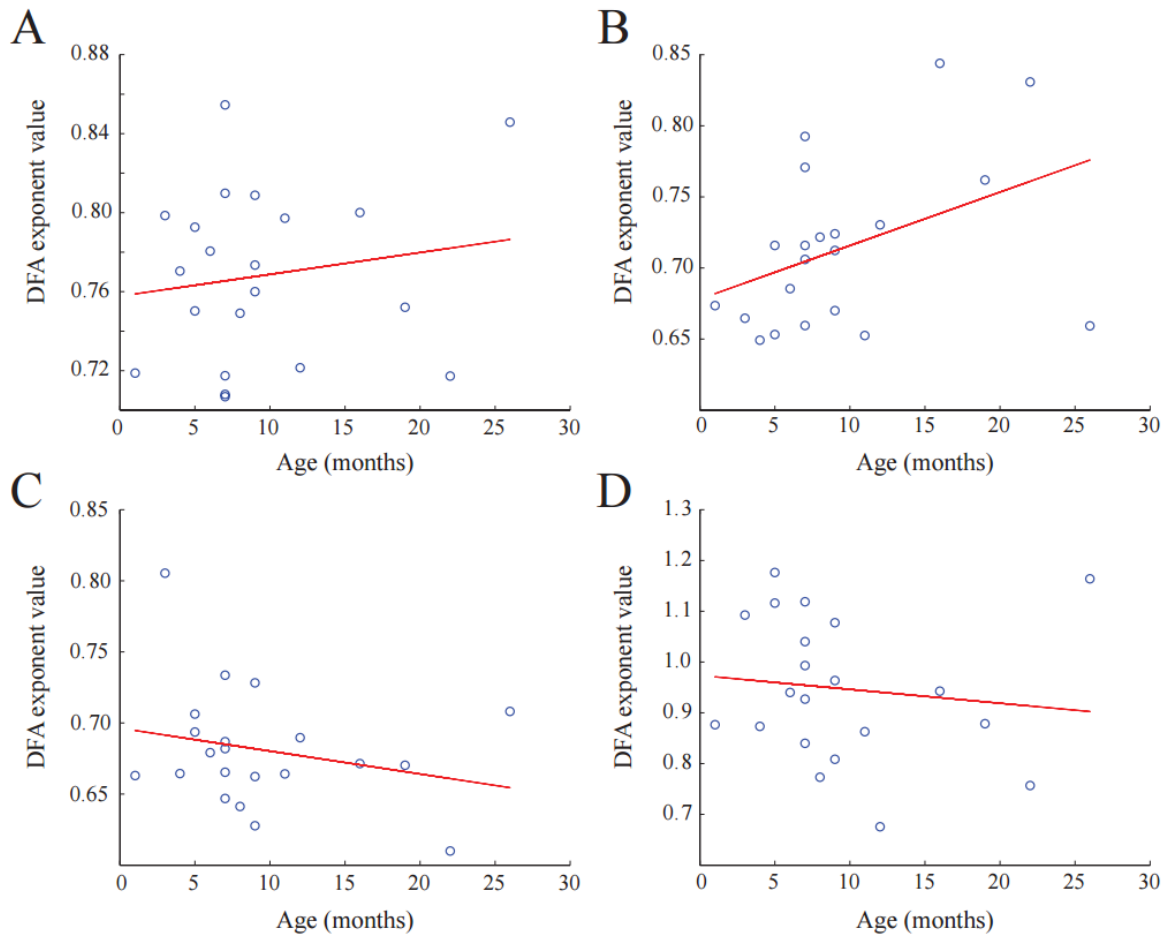 A
B
0.88
0.84
0.80
0.76
0.72
DFA exponent value
0 5 10 15 20 25 30
Age (months)
0.85
0.80
0.75
0.70
0.65
DFA exponent value
0 5 10 15 20 25 30
Age (months)
C
D
0.85
0.80
0.75
0.70
0.65
DFA exponent value
0 5 10 15 20 25 30
Age (months)
1.3
1.2
1.1
1.0
0.9
0.8
0.7
DFA exponent value
0 5 10 15 20 25 30
Age (months)